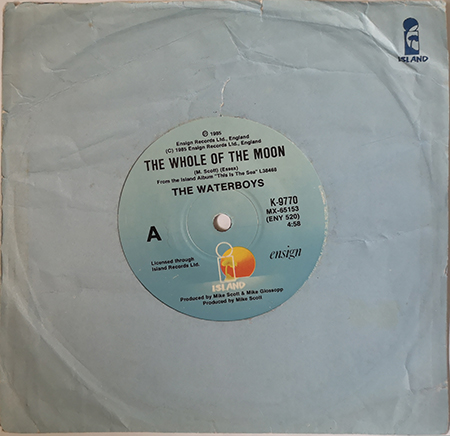 ISLAND
℗ 1985
Ensign Records Ltd., England
(C) 1985 Ensign Records Ltd., England
THE WHOLE OF THE MOON
(M. Scott) (Essex)
From the Island Album "This Is The Sea" L38468
THE WATERBOYS
K-9770
MX-65153
(ENY 520)
4:58
A
Licensed through
Island Records Ltd.
ensign
ISLAND
Produced by Mike Scott & Mike Glossopp.
Produced by Mike Scott